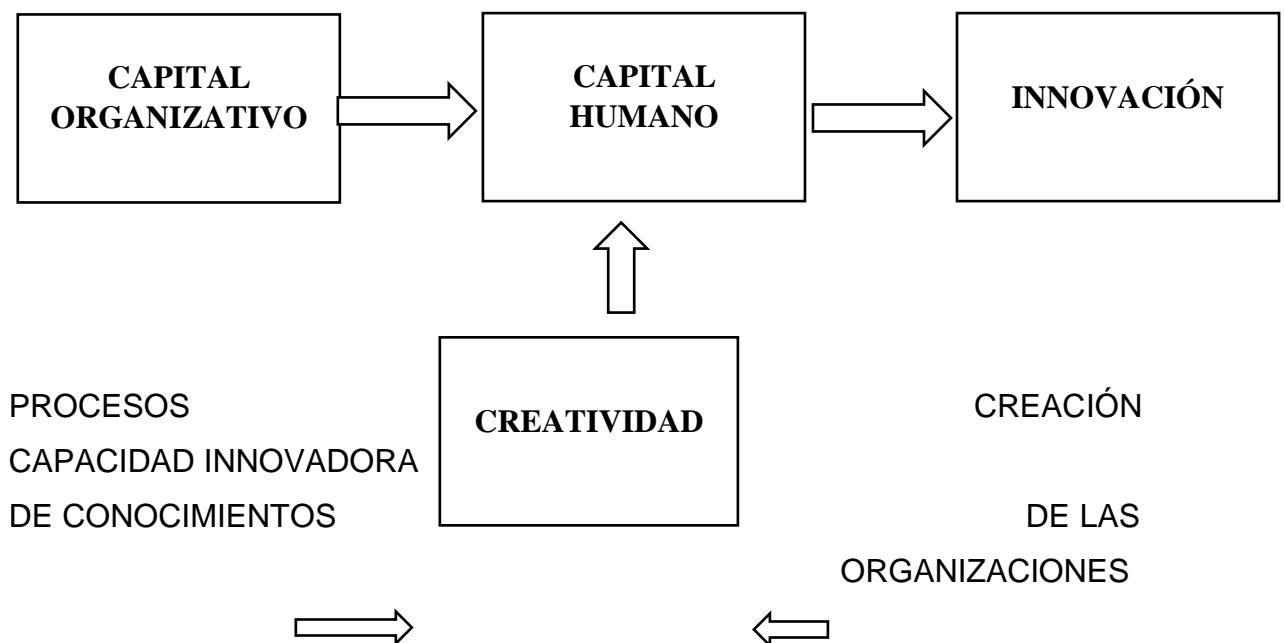 CAPITAL
ORGANIZATIVO
CAPITAL
HUMANO
INNOVACIÓN
CREATIVIDAD
PROCESOS CREACIÓN
CAPACIDAD INNOVADORA
DE CONOCIMIENTOS DE LAS
ORGANIZACIONES